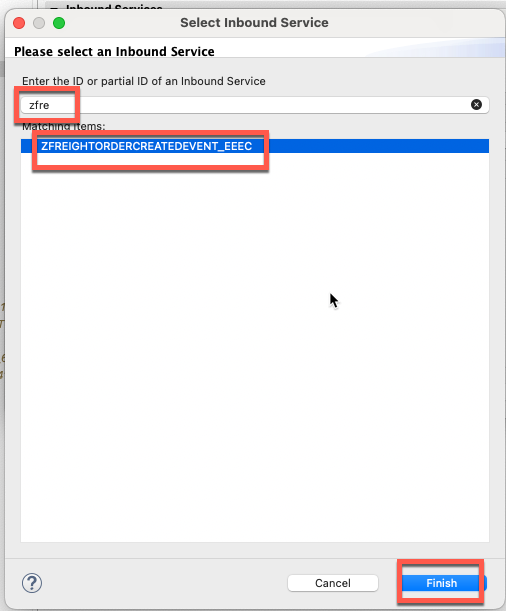 Inbound Services
Select Inbound Service
Please select an Inbound Service
Enter the ID or partial ID of an Inbound Service
zfre
Matching items:
ZFREIGHTORDERCREATEDEVENT_EEEC
Cancel
Finish